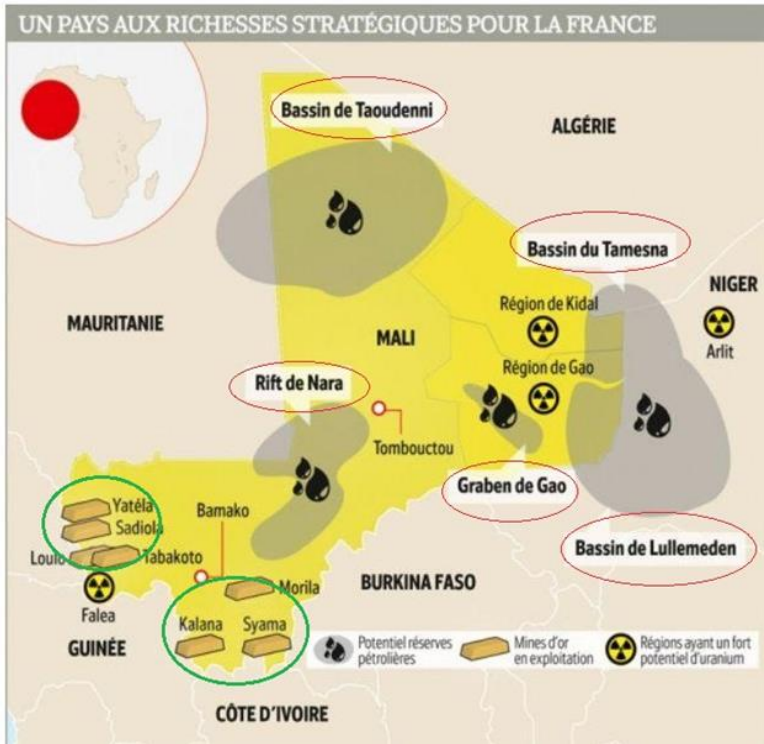 UN PAYS AUX RICHESSES STRATÉGIQUES POUR LA FRANCE
Bassin de Taoudenni
ALGÉRIE
Bassin du Tamesna
NIGER
MAURITANIE
Région de Kidal
MALI
Arlit
Région de Gao
Rift de Nara
Tombouctou
Graben de Gao
Yatéla
Bamako
Sadiola
Bassin de Lullemeden
Loulo
Tabakoto
Morila
BURKINA FASO
Falea
Kalana
Syama
GUINÉE
Potentiel réserves
pétrolières
Mines d'or
en exploitation
Régions ayant un fort
potentiel d'uranium
CÔTE D'IVOIRE